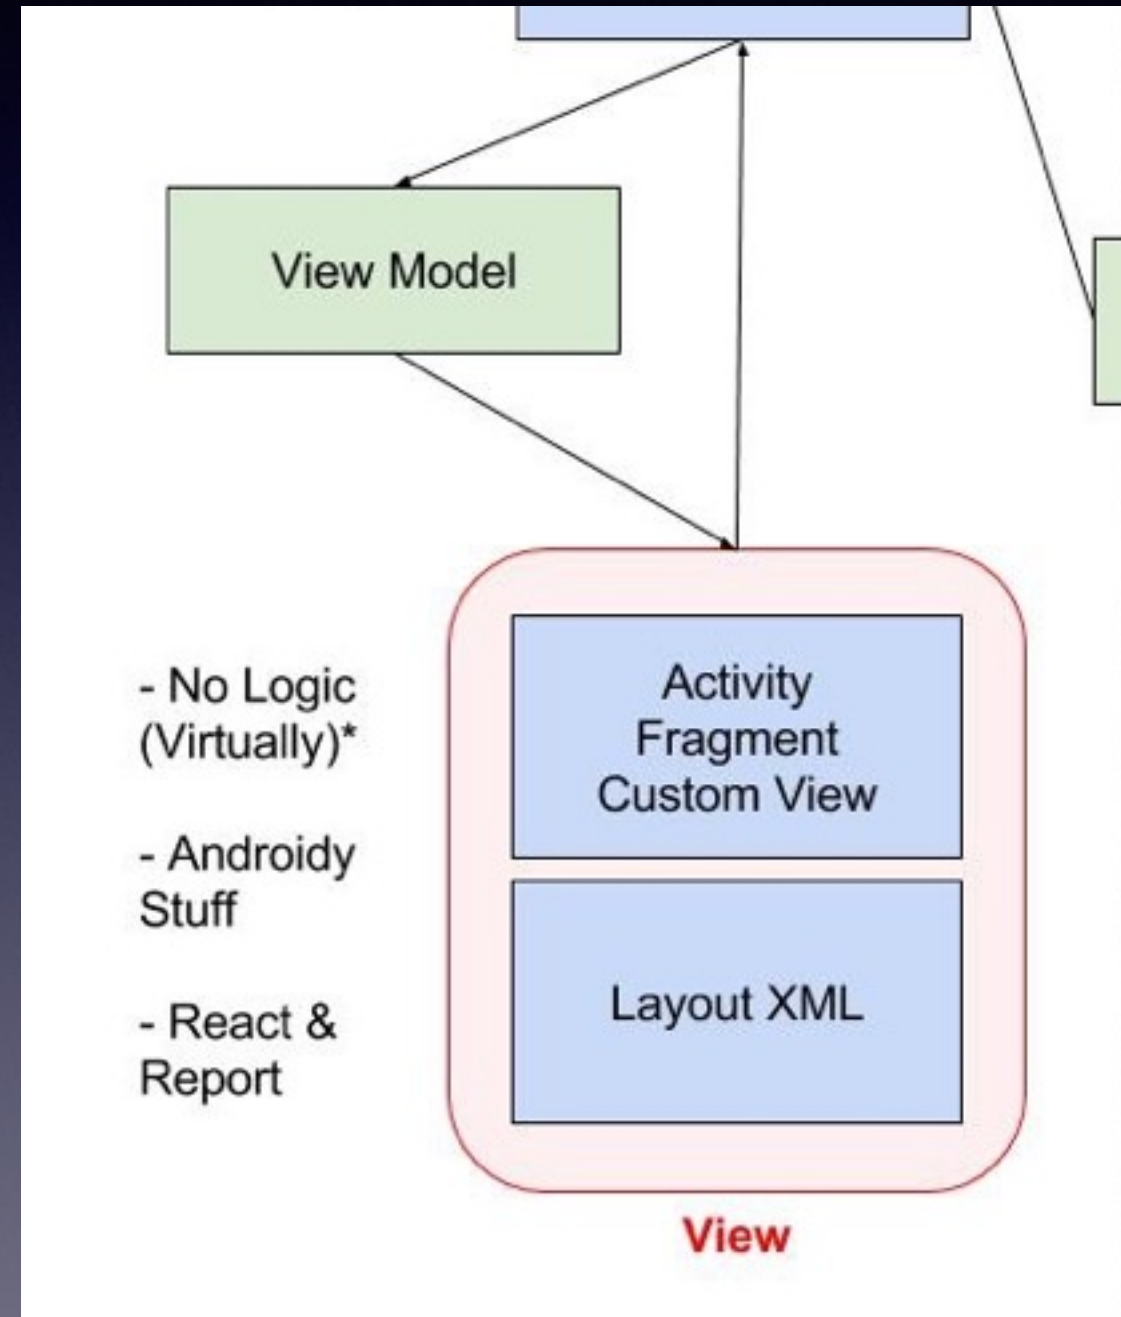 View Model
- No Logic
(Virtually)*
- Androidy
Stuff
- React &
Report
Activity
Fragment
Custom View
Layout XML
View